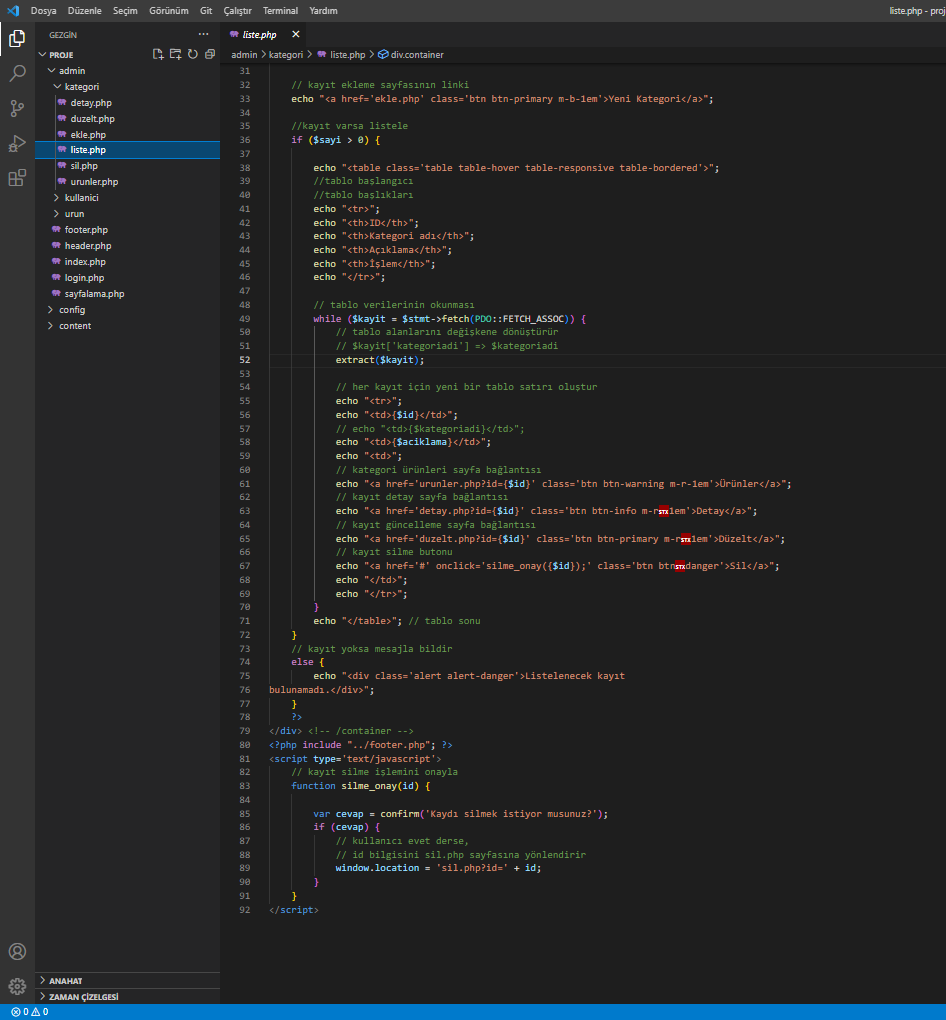 Dosya Düzenle Seçim Görünüm Git Çalıştır Terminal Yardım liste.php - proj
GEZGİN ...
PROJE
admin
kategori
detay.php
duzelt.php
ekle.php
liste.php
sil.php
urunler.php
kullanici
urun
footer.php
header.php
index.php
login.php
sayfalama.php
config
content
ANAHAT
ZAMAN ÇİZELGESİ
0 0
liste.php
admin > kategori > liste.php > div.container
31
32 // kayıt ekleme sayfasının linki
33 echo "<a href='ekle.php' class='btn btn-primary m-b-1em'>Yeni Kategori</a>";
34
35 //kayıt varsa listele
36 if ($sayi > 0) {
37
38 echo "<table class='table table-hover table-responsive table-bordered'>";
39 //tablo başlangıcı
40 //tablo başlıkları
41 echo "<tr>";
42 echo "<th>ID</th>";
43 echo "<th>Kategori adı</th>";
44 echo "<th>Açıklama</th>";
45 echo "<th>İşlem</th>";
46 echo "</tr>";
47
48 // tablo verilerinin okunması
49 while ($kayit = $stmt->fetch(PDO::FETCH_ASSOC)) {
50 // tablo alanlarını değişkene dönüştürür
51 // $kayit['kategoriadi'] => $kategoriadi
52 extract($kayit);
53
54 // her kayıt için yeni bir tablo satırı oluştur
55 echo "<tr>";
56 echo "<td>{$id}</td>";
57 // echo "<td>{$kategoriadi}</td>";
58 echo "<td>{$aciklama}</td>";
59 echo "<td>";
60 // kategori ürünleri sayfa bağlantısı
61 echo "<a href='urunler.php?id={$id}' class='btn btn-warning m-r-1em'>Ürünler</a>";
62 // kayıt detay sayfa bağlantısı
63 echo "<a href='detay.php?id={$id}' class='btn btn-info m-rSTX1em'>Detay</a>";
64 // kayıt güncelleme sayfa bağlantısı
65 echo "<a href='duzelt.php?id={$id}' class='btn btn-primary m-rSTX1em'>Düzelt</a>";
66 // kayıt silme butonu
67 echo "<a href='#' onclick='silme_onay({$id});' class='btn btnSTXdanger'>Sil</a>";
68 echo "</td>";
69 echo "</tr>";
70 }
71 echo "</table>"; // tablo sonu
72 }
73 // kayıt yoksa mesajla bildir
74 else {
75 echo "<div class='alert alert-danger'>Listelenecek kayıt
76 bulunamadı.</div>";
77 }
78 ?>
79 </div> <!-- /container -->
80 <?php include "../footer.php"; ?>
81 <script type='text/javascript'>
82 // kayıt silme işlemini onayla
83 function silme_onay(id) {
84
85 var cevap = confirm('Kaydı silmek istiyor musunuz?');
86 if (cevap) {
87 // kullanıcı evet derse,
88 // id bilgisini sil.php sayfasına yönlendirir
89 window.location = 'sil.php?id=' + id;
90 }
91 }
92 </script>